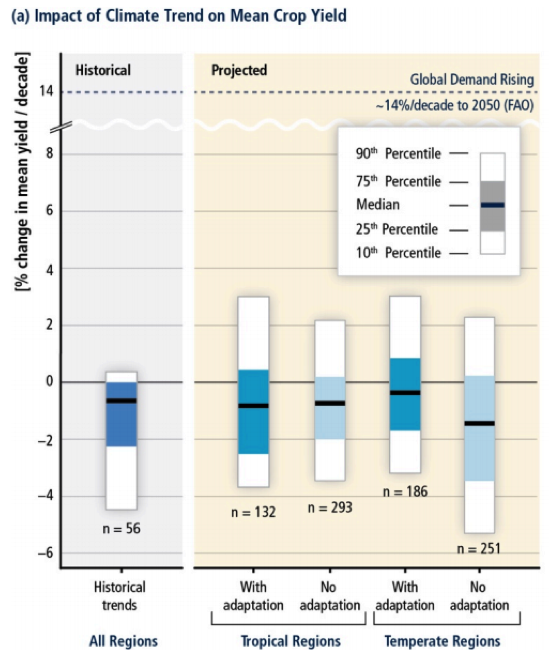 (a) Impact of Climate Trend on Mean Crop Yield
[% change in mean yield / decade]
Historical
Projected
Global Demand Rising
~14%/decade to 2050 (FAO)
14
8
6
4
2
0
−2
−4
−6
90th Percentile
75th Percentile
Median
25th Percentile
10th Percentile
n = 56
n = 132
n = 293
n = 186
n = 251
Historical
trends
With
adaptation
No
adaptation
With
adaptation
No
adaptation
All Regions
Tropical Regions
Temperate Regions